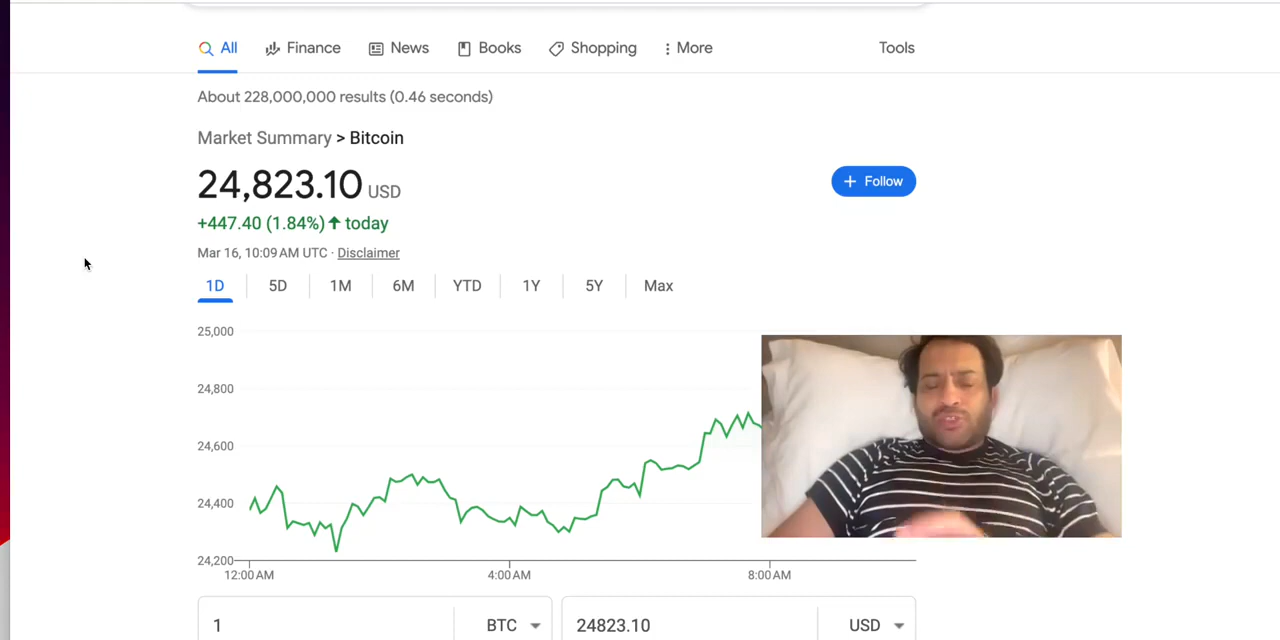 All Finance News Books Shopping More Tools
About 228,000,000 results (0.46 seconds)
Market Summary > Bitcoin
24,823.10 USD
+ Follow
+447.40 (1.84%) today
Mar 16, 10:09 AM UTC · Disclaimer
1D 5D 1M 6M YTD 1Y 5Y Max
25,000
24,800
24,600
24,400
24,200
12:00 AM 4:00 AM 8:00 AM
1 BTC 24823.10 USD